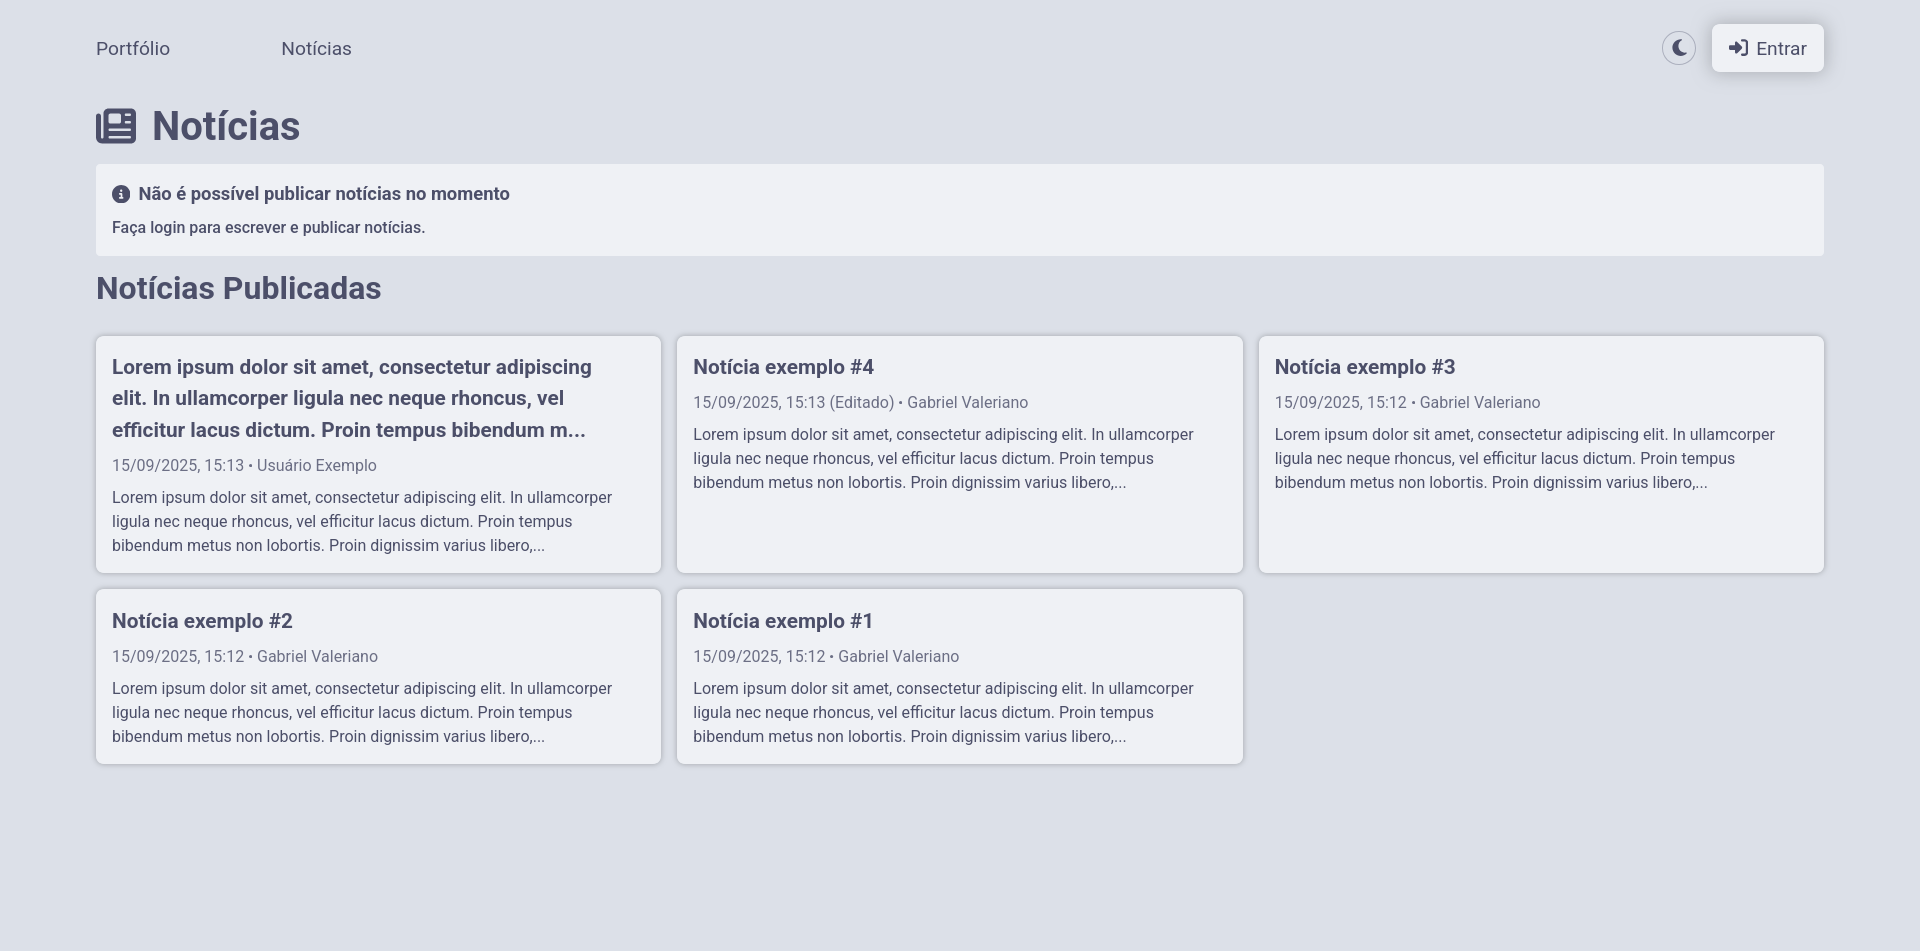 Portfólio
Notícias
Entrar
Notícias
Não é possível publicar notícias no momento
Faça login para escrever e publicar notícias.
Notícias Publicadas
Lorem ipsum dolor sit amet, consectetur adipiscing
elit. In ullamcorper ligula nec neque rhoncus, vel
efficitur lacus dictum. Proin tempus bibendum m...
15/09/2025, 15:13 • Usuário Exemplo
Lorem ipsum dolor sit amet, consectetur adipiscing elit. In ullamcorper
ligula nec neque rhoncus, vel efficitur lacus dictum. Proin tempus
bibendum metus non lobortis. Proin dignissim varius libero,...
Notícia exemplo #4
15/09/2025, 15:13 (Editado) • Gabriel Valeriano
Lorem ipsum dolor sit amet, consectetur adipiscing elit. In ullamcorper
ligula nec neque rhoncus, vel efficitur lacus dictum. Proin tempus
bibendum metus non lobortis. Proin dignissim varius libero,...
Notícia exemplo #3
15/09/2025, 15:12 • Gabriel Valeriano
Lorem ipsum dolor sit amet, consectetur adipiscing elit. In ullamcorper
ligula nec neque rhoncus, vel efficitur lacus dictum. Proin tempus
bibendum metus non lobortis. Proin dignissim varius libero,...
Notícia exemplo #2
15/09/2025, 15:12 • Gabriel Valeriano
Lorem ipsum dolor sit amet, consectetur adipiscing elit. In ullamcorper
ligula nec neque rhoncus, vel efficitur lacus dictum. Proin tempus
bibendum metus non lobortis. Proin dignissim varius libero,...
Notícia exemplo #1
15/09/2025, 15:12 • Gabriel Valeriano
Lorem ipsum dolor sit amet, consectetur adipiscing elit. In ullamcorper
ligula nec neque rhoncus, vel efficitur lacus dictum. Proin tempus
bibendum metus non lobortis. Proin dignissim varius libero,...